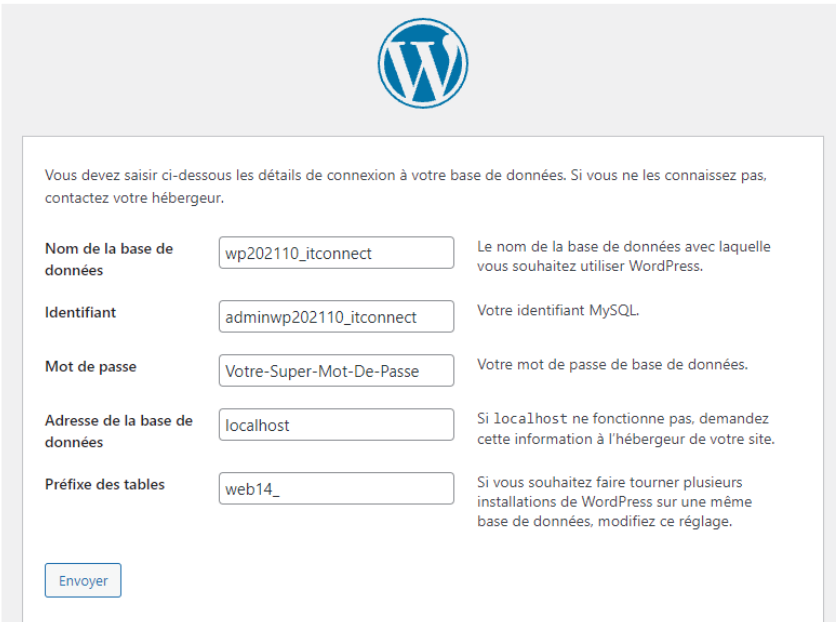 Vous devez saisir ci-dessous les détails de connexion à votre base de données. Si vous ne les connaissez pas,
contactez votre hébergeur.
Nom de la base de
données
wp202110_itconnect
Le nom de la base de données avec laquelle
vous souhaitez utiliser WordPress.
Identifiant
adminwp202110_itconnect
Votre identifiant MySQL.
Mot de passe
Votre-Super-Mot-De-Passe
Votre mot de passe de base de données.
Adresse de la base de
données
localhost
Si localhost ne fonctionne pas, demandez
cette information à l'hébergeur de votre site.
Préfixe des tables
web14_
Si vous souhaitez faire tourner plusieurs
installations de WordPress sur une même
base de données, modifiez ce réglage.
Envoyer